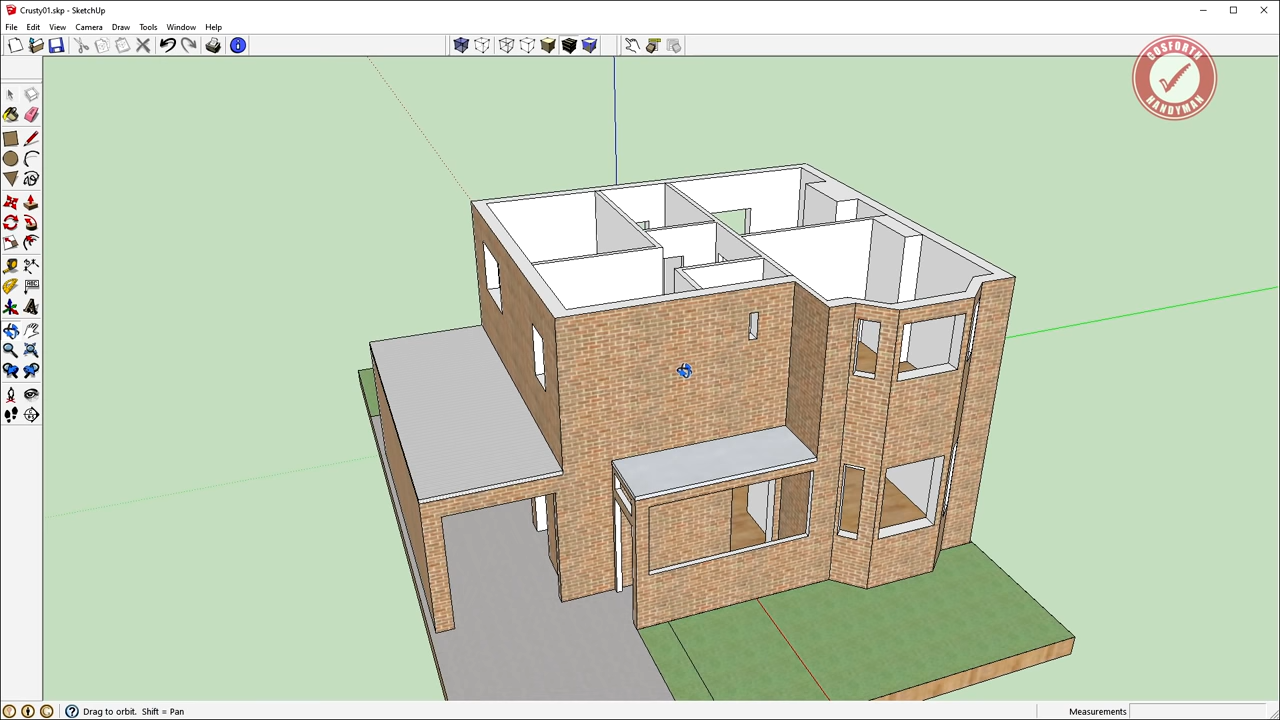 Crusty01.skp - SketchUp
File Edit View Camera Draw Tools Window Help
GOSFORTH
HANDYMAN
Drag to orbit. Shift = Pan
Measurements